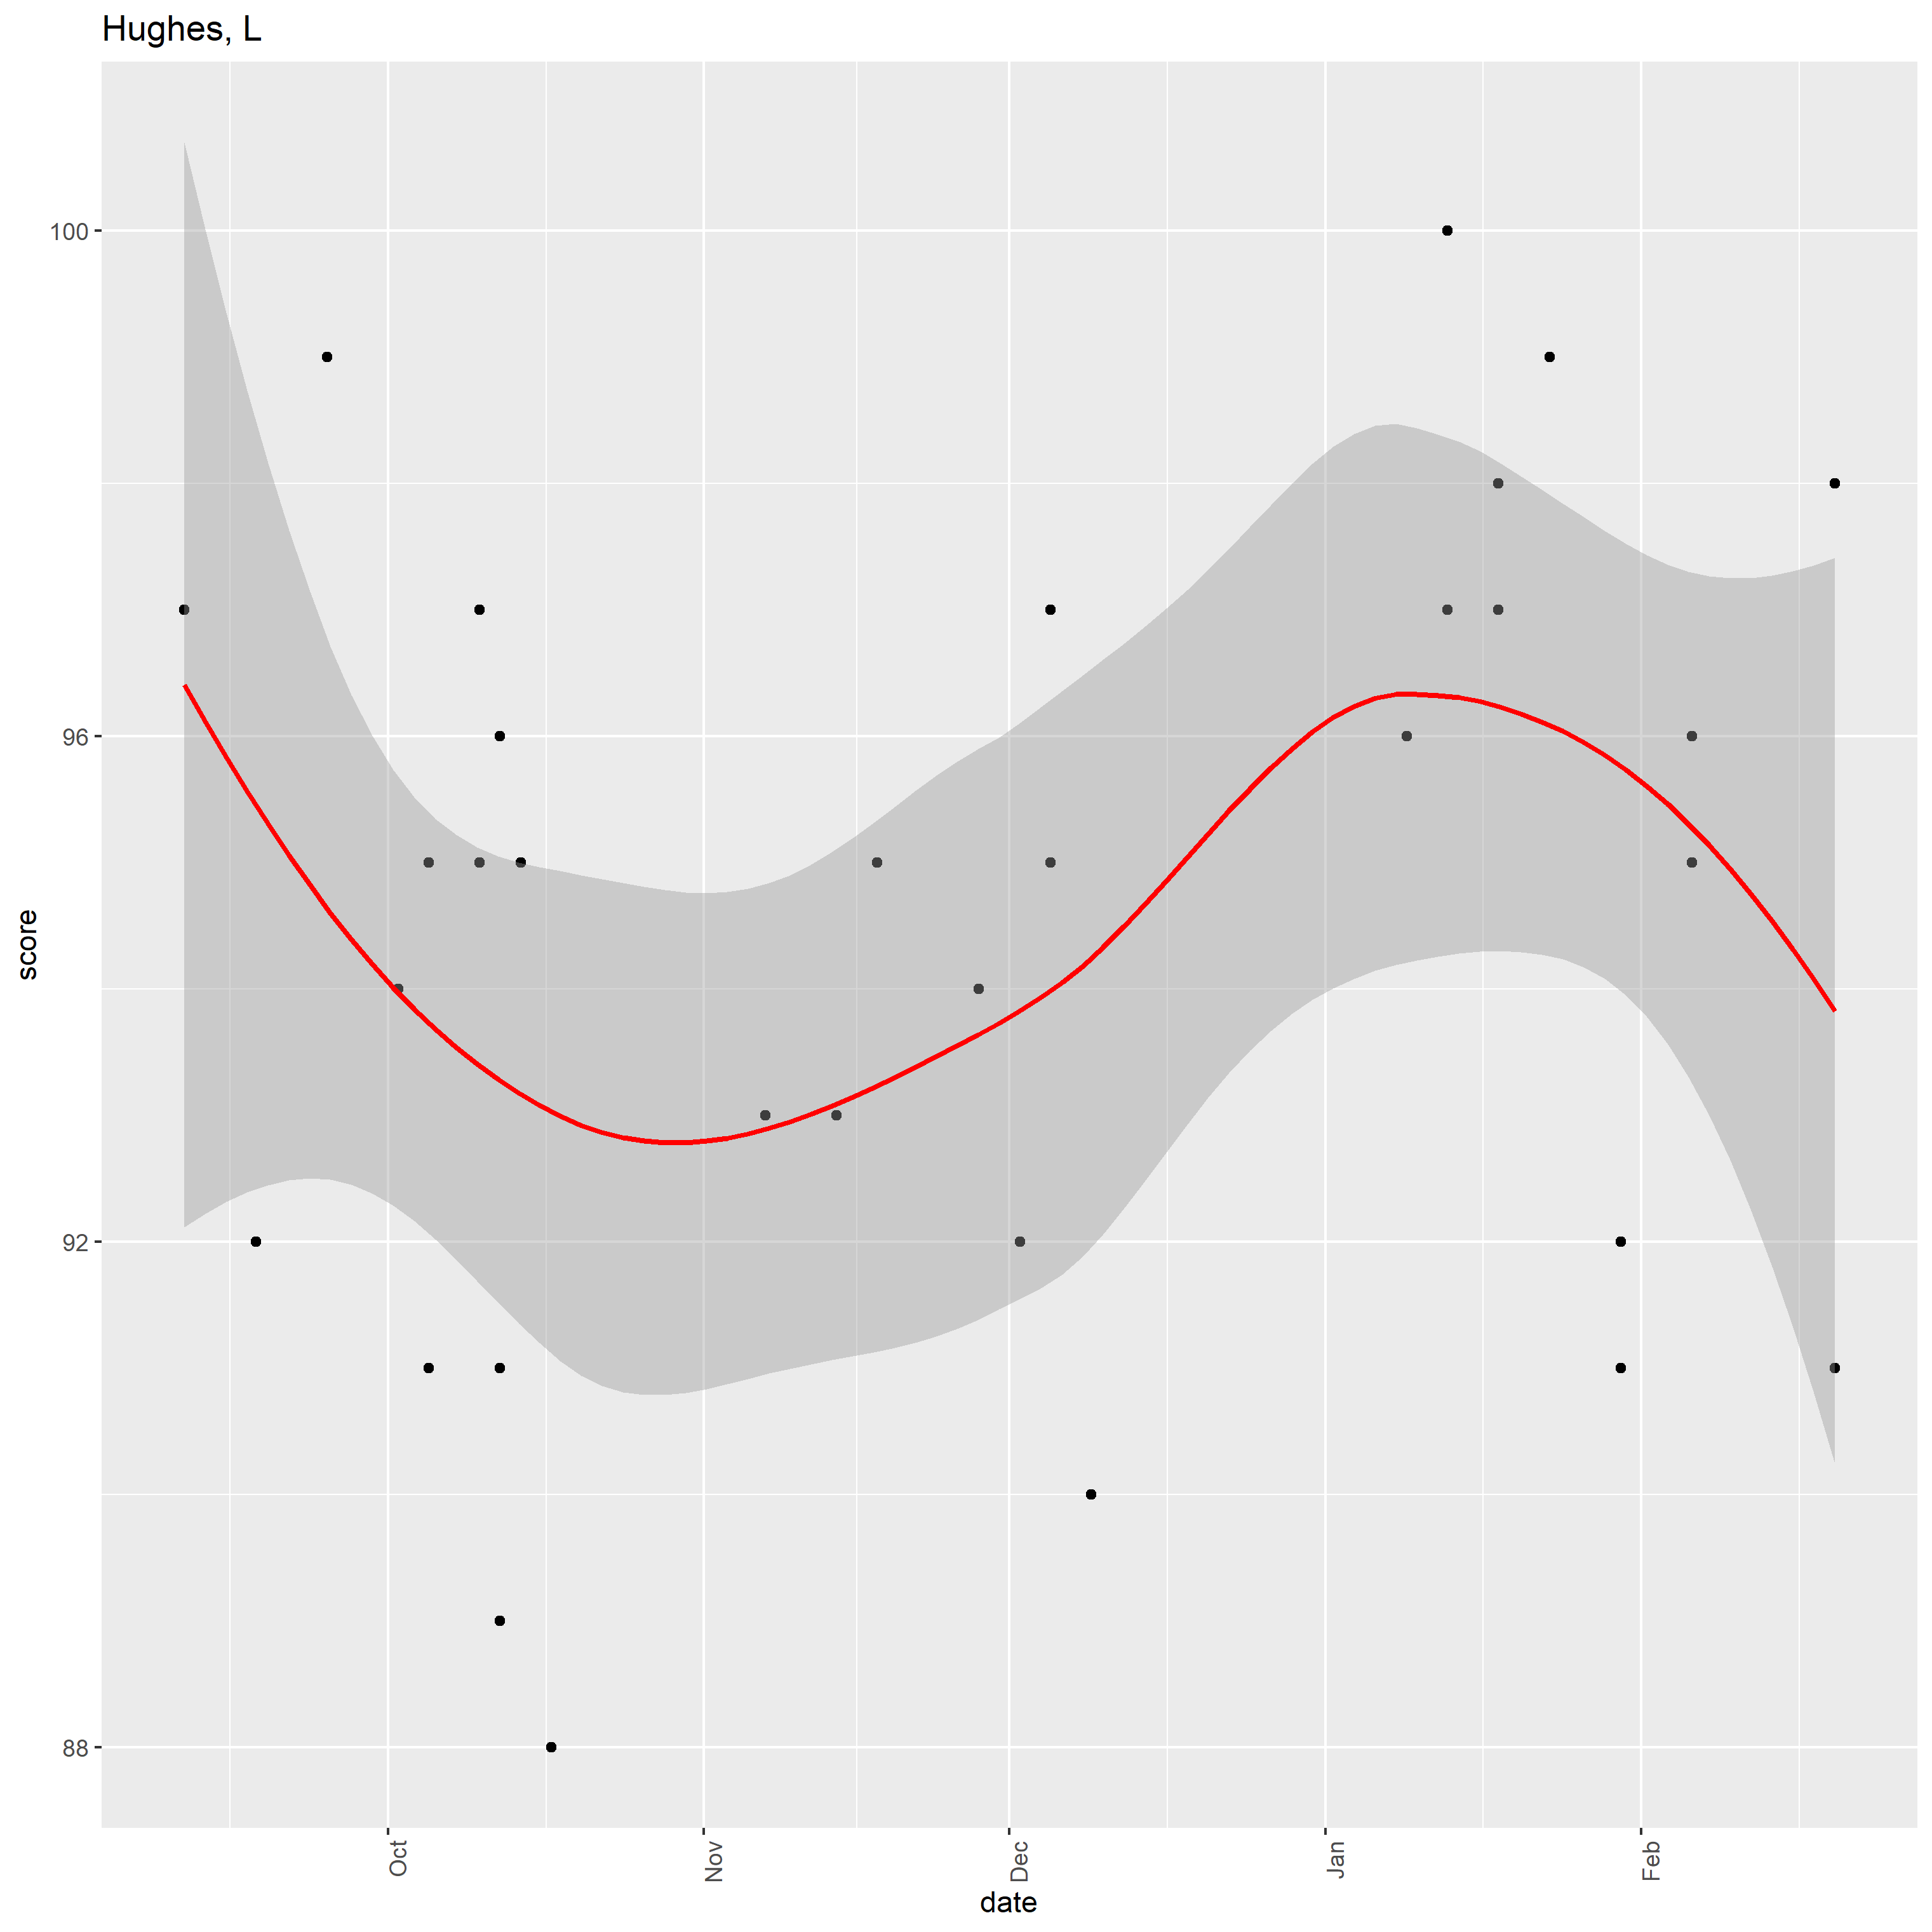 Hughes, L
100
96
92
88
score
Oct
Nov
Dec
Jan
Feb
date